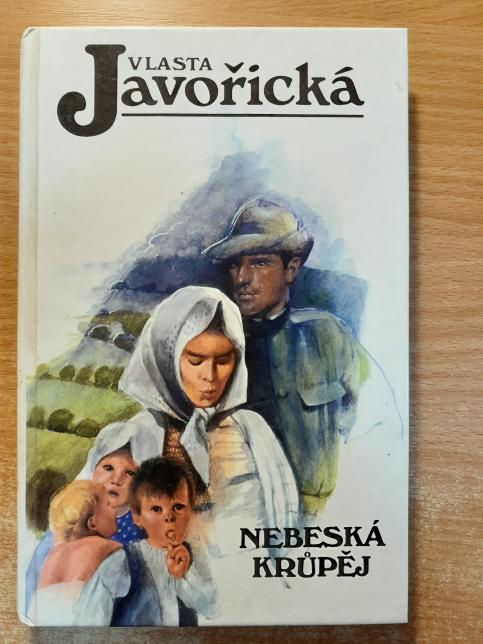 VLASTA
Javořická
NEBESKÁ
KRŮPĚJ